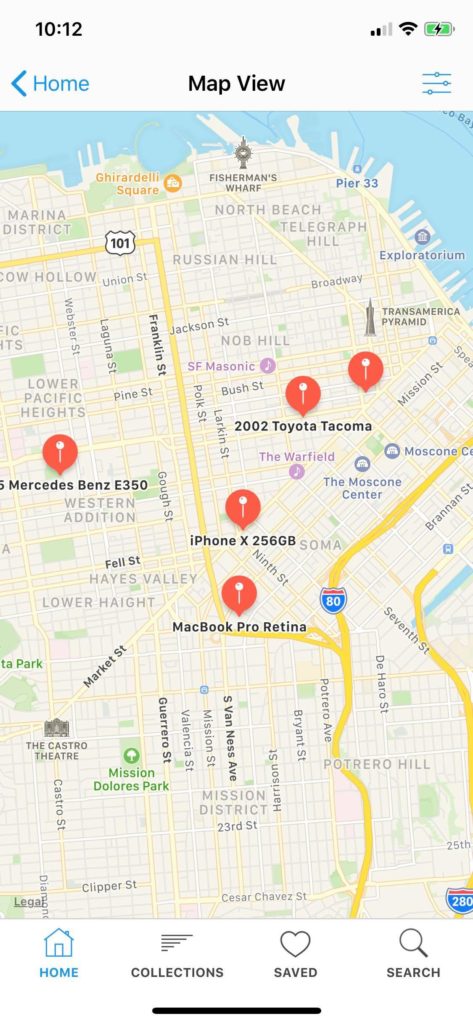 10:12
Home
Map View
Ghirardelli
Square
FISHERMAN'S
WHARF
Pier 33
MARINA
DISTRICT
NORTH BEACH
TELEGRAPH
HILL
101
Exploratorium
COW HOLLOW
RUSSIAN HILL
Union St
Broadway
Webster St
Laguna St
Franklin St
Jackson St
TRANSAMERICA
PYRAMID
NOB HILL
SF Masonic
Mission St
LOWER
PACIFIC
HEIGHTS
Pine St
Polk St
Larkin St
Bush St
2002 Toyota Tacoma
The Warfield
Moscone Ce
The Moscone
Center
5 Mercedes Benz E350
WESTERN
ADDITION
Gough St
Brannan St
iPhone X 256GB
SOMA
Fell St
Ninth St
HAYES VALLEY
LOWER HAIGHT
80
Seventh St
MacBook Pro Retina
ta Park
Market St
De Haro St
Potrero Ave
Guerrero St
Valencia St
Mission St
S Van Ness Ave
Bryant St
THE CASTRO
THEATRE
Mission
Dolores Park
Harrison St
POTRERO HILL
Castro St
MISSION
DISTRICT
23rd St
25th St
Clipper St
Cesar Chavez St
Legal
280
HOME
COLLECTIONS
SAVED
SEARCH